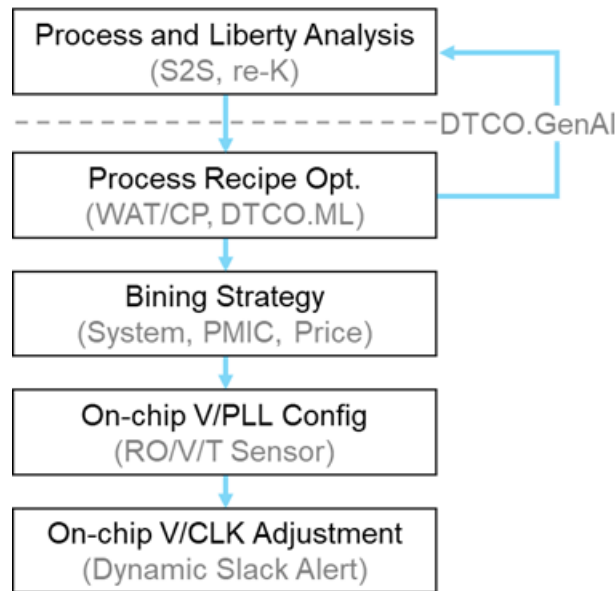 Process and Liberty Analysis
(S2S, re-K)
DTCO.GenAI
Process Recipe Opt.
(WAT/CP, DTCO.ML)
Bining Strategy
(System, PMIC, Price)
On-chip V/PLL Config
(RO/V/T Sensor)
On-chip V/CLK Adjustment
(Dynamic Slack Alert)